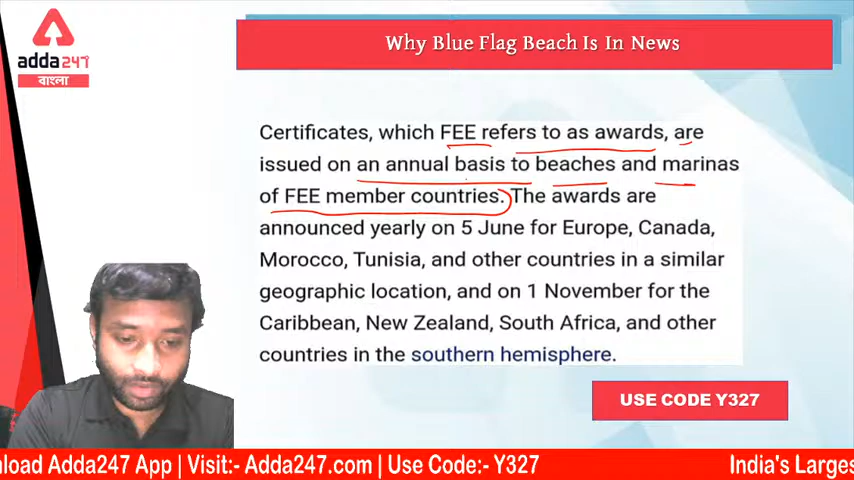 Why Blue Flag Beach Is In News
adda247
বাংলা
Certificates, which FEE refers to as awards, are
issued on an annual basis to beaches and marinas
of FEE member countries. The awards are
announced yearly on 5 June for Europe, Canada,
Morocco, Tunisia, and other countries in a similar
geographic location, and on 1 November for the
Caribbean, New Zealand, South Africa, and other
countries in the southern hemisphere.
USE CODE Y327
nload Adda247 App | Visit:- Adda247.com | Use Code:- Y327
India's Larges